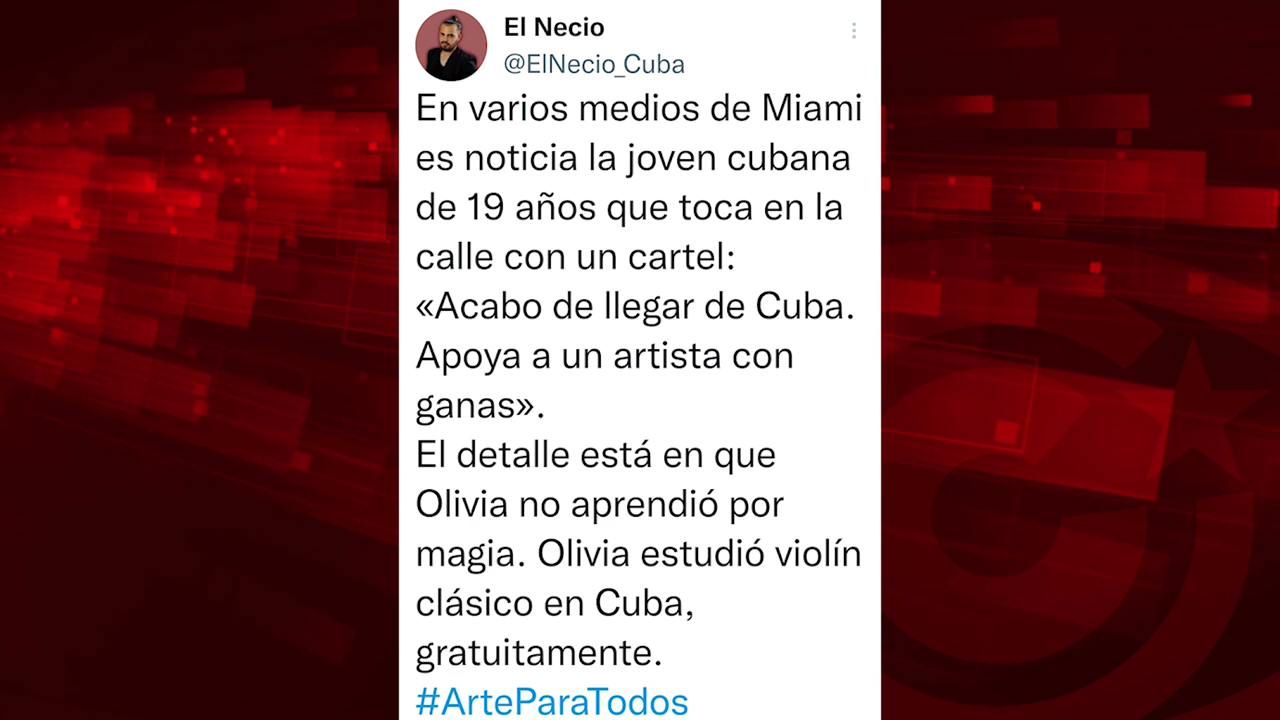 El Necio
@ElNecio_Cuba
En varios medios de Miami
es noticia la joven cubana
de 19 años que toca en la
calle con un cartel:
«Acabo de llegar de Cuba.
Apoya a un artista con
ganas».
El detalle está en que
Olivia no aprendió por
magia. Olivia estudió violín
clásico en Cuba,
gratuitamente.
#ArteParaTodos